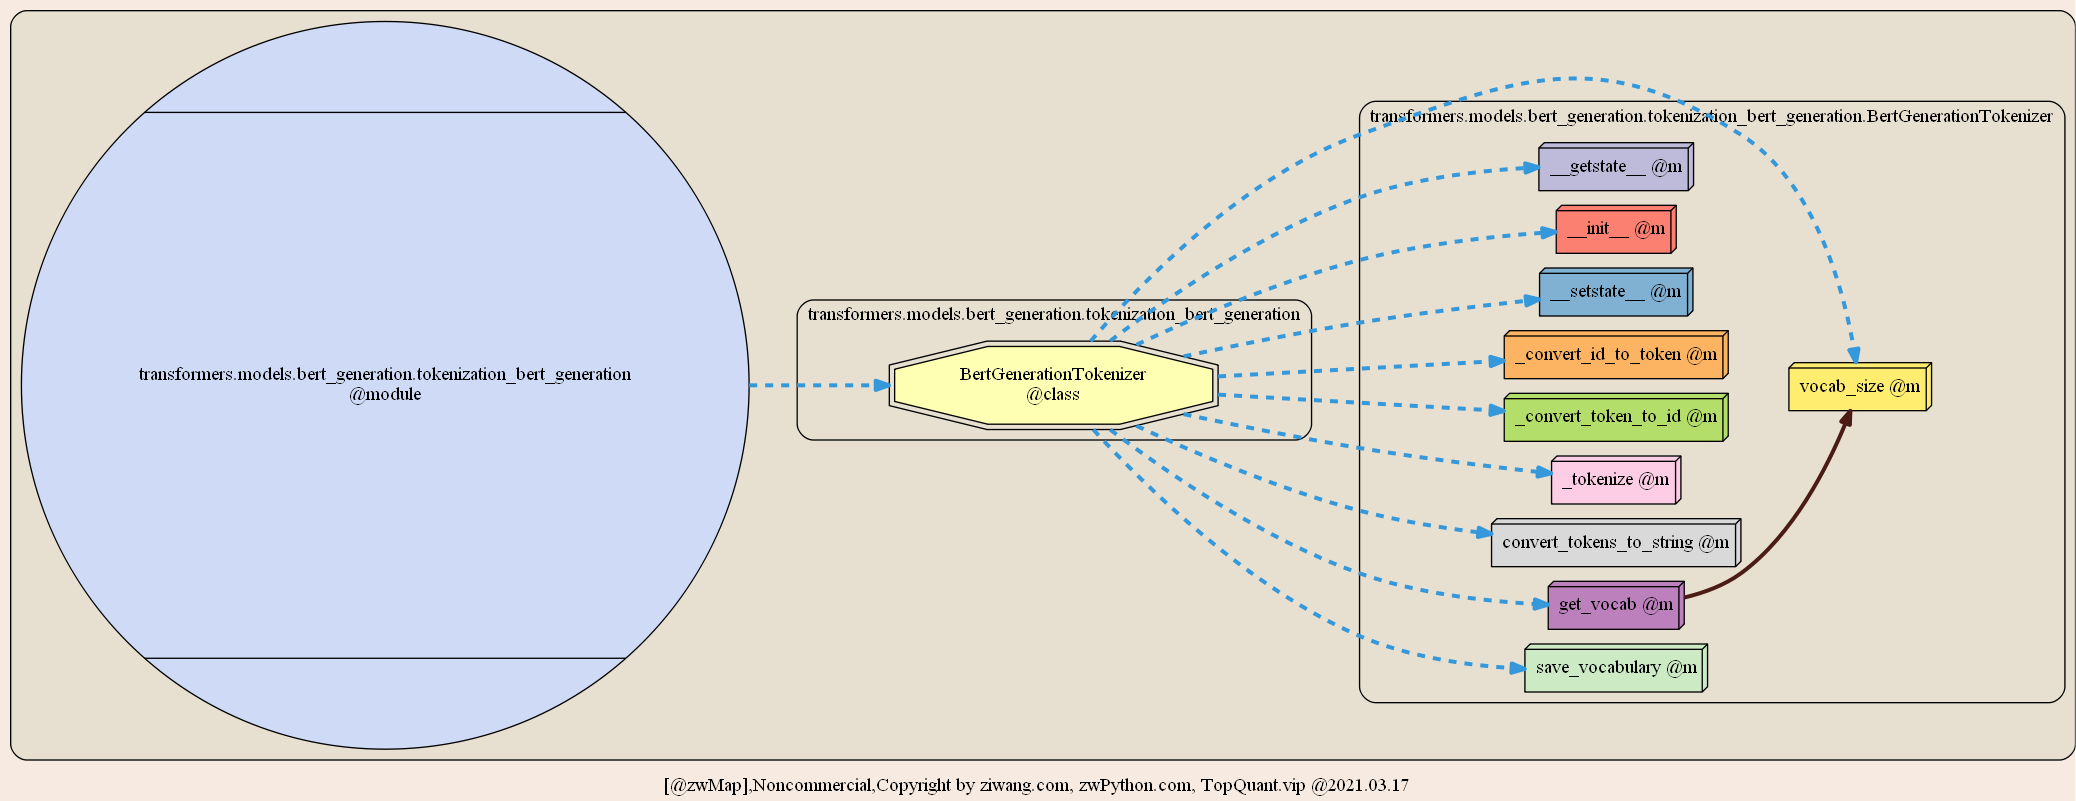 transformers.models.bert_generation.tokenization_bert_generation
@module
transformers.models.bert_generation.tokenization_bert_generation
BertGenerationTokenizer
@class
transformers.models.bert_generation.tokenization_bert_generation.BertGenerationTokenizer
__getstate__ @m
__init__ @m
__setstate__ @m
_convert_id_to_token @m
_convert_token_to_id @m
_tokenize @m
convert_tokens_to_string @m
get_vocab @m
save_vocabulary @m
vocab_size @m
[@zwMap],Noncommercial,Copyright by ziwang.com, zwPython.com, TopQuant.vip @2021.03.17